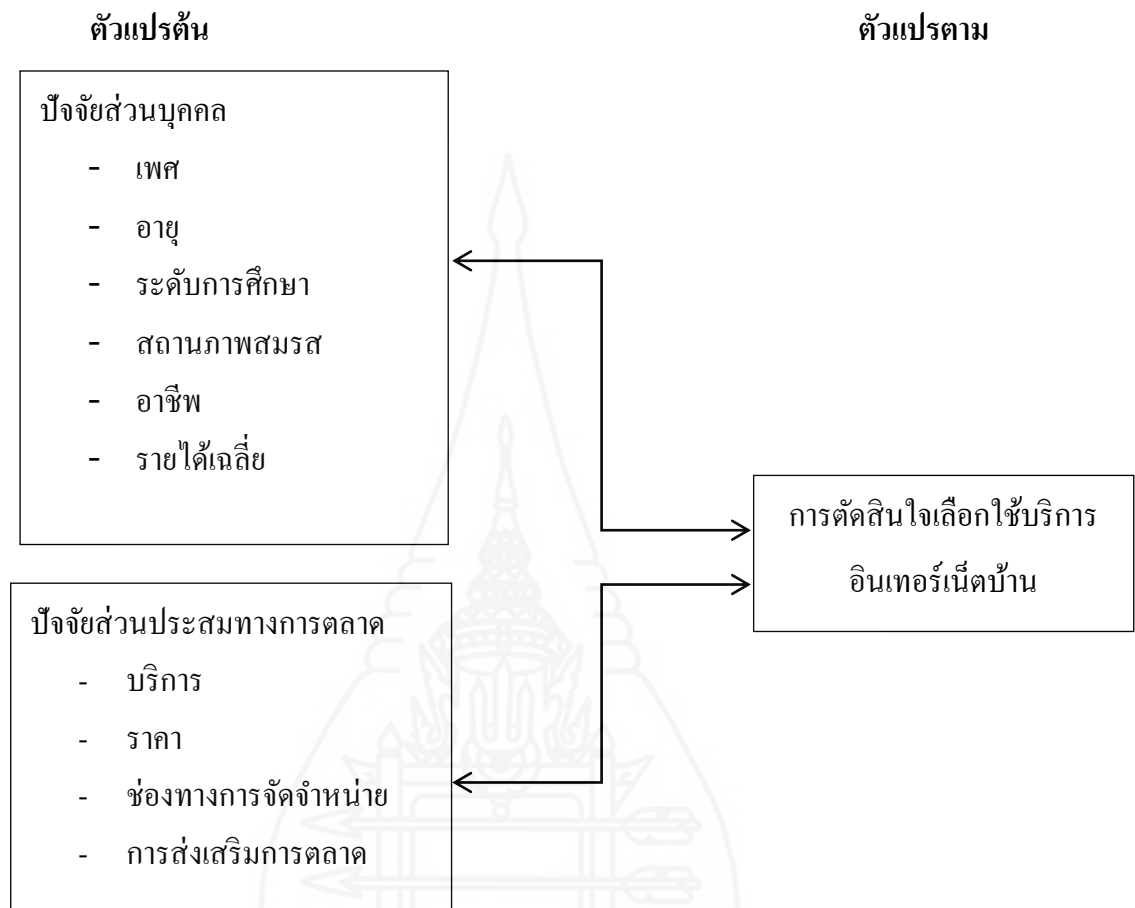 ตัวแปรต้น
ตัวแปรตาม
ปัจจัยส่วนบุคคล
- เพศ
- อายุ
- ระดับการศึกษา
- สถานภาพสมรส
- อาชีพ
- รายได้เฉลี่ย
การตัดสินใจเลือกใช้บริการ
อินเทอร์เน็ตบ้าน
ปัจจัยส่วนประสมทางการตลาด
- บริการ
- ราคา
- ช่องทางการจัดจำหน่าย
- การส่งเสริมการตลาด